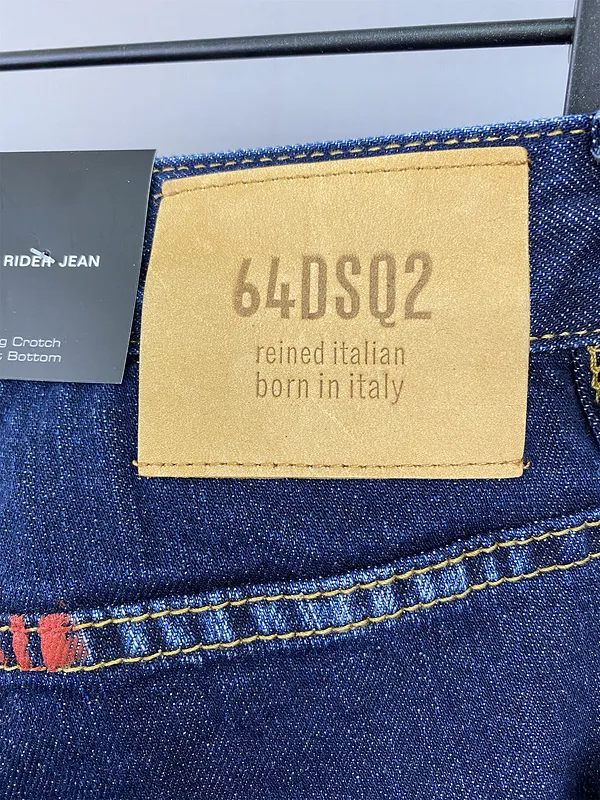 RIDER JEAN
g Crotch
t Bottom
64DSQ2
reined italian
born in italy